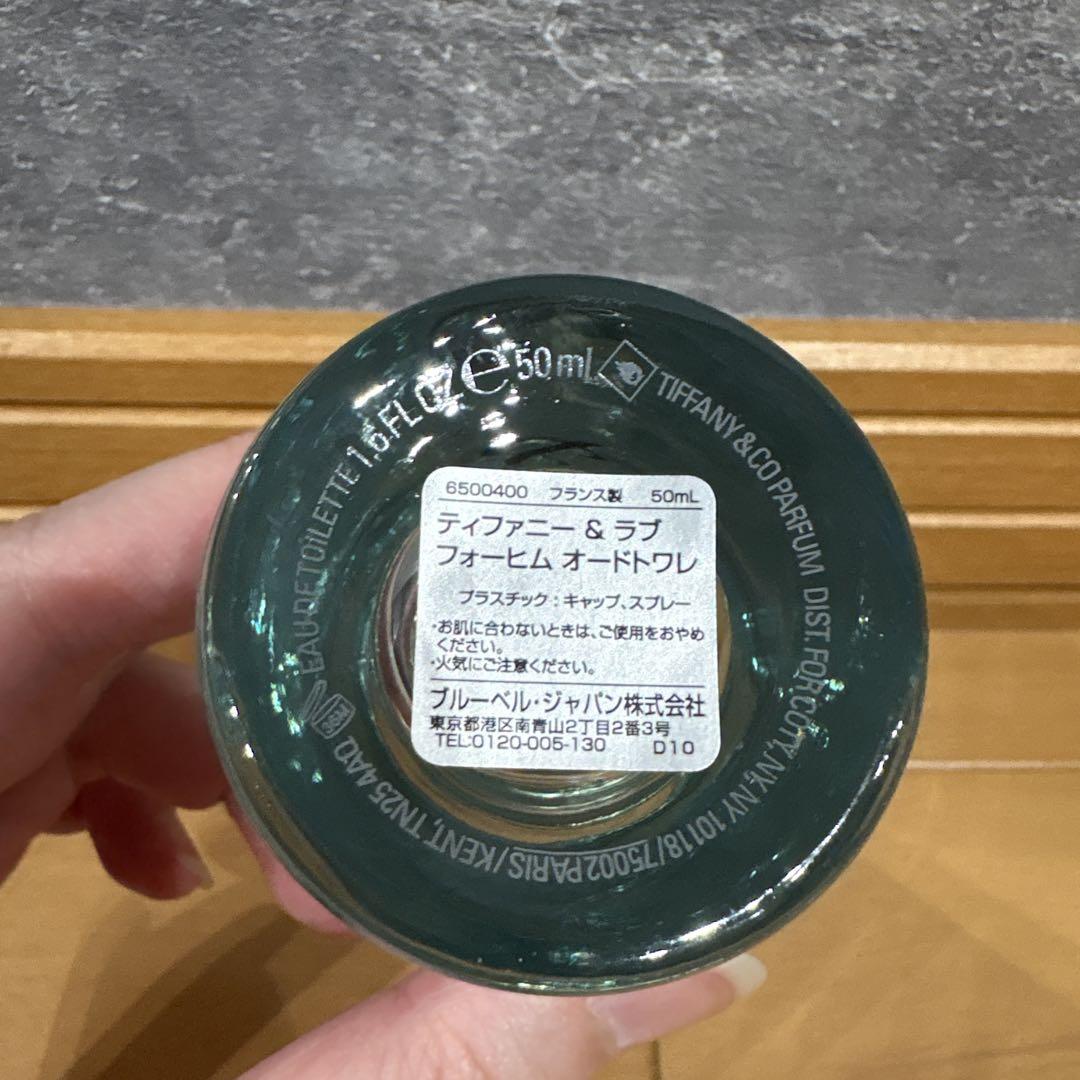 EAU DE TOILETTE 1.6 FL OZ e 50 mL
TIFFANY & CO PARFUM DIST. FOR COTY, NY, NY 10118/75002 PARIS/KENT, TN25 4AQ
6500400 フランス製 50mL
ティファニー & ラブ
フォーヒム オードトワレ
プラスチック : キャップ、スプレー
・お肌に合わないときは、ご使用をおやめ
ください。
・火気にご注意ください。
ブルーベル・ジャパン株式会社
東京都港区南青山2丁目2番3号
TEL:0120-005-130 D10